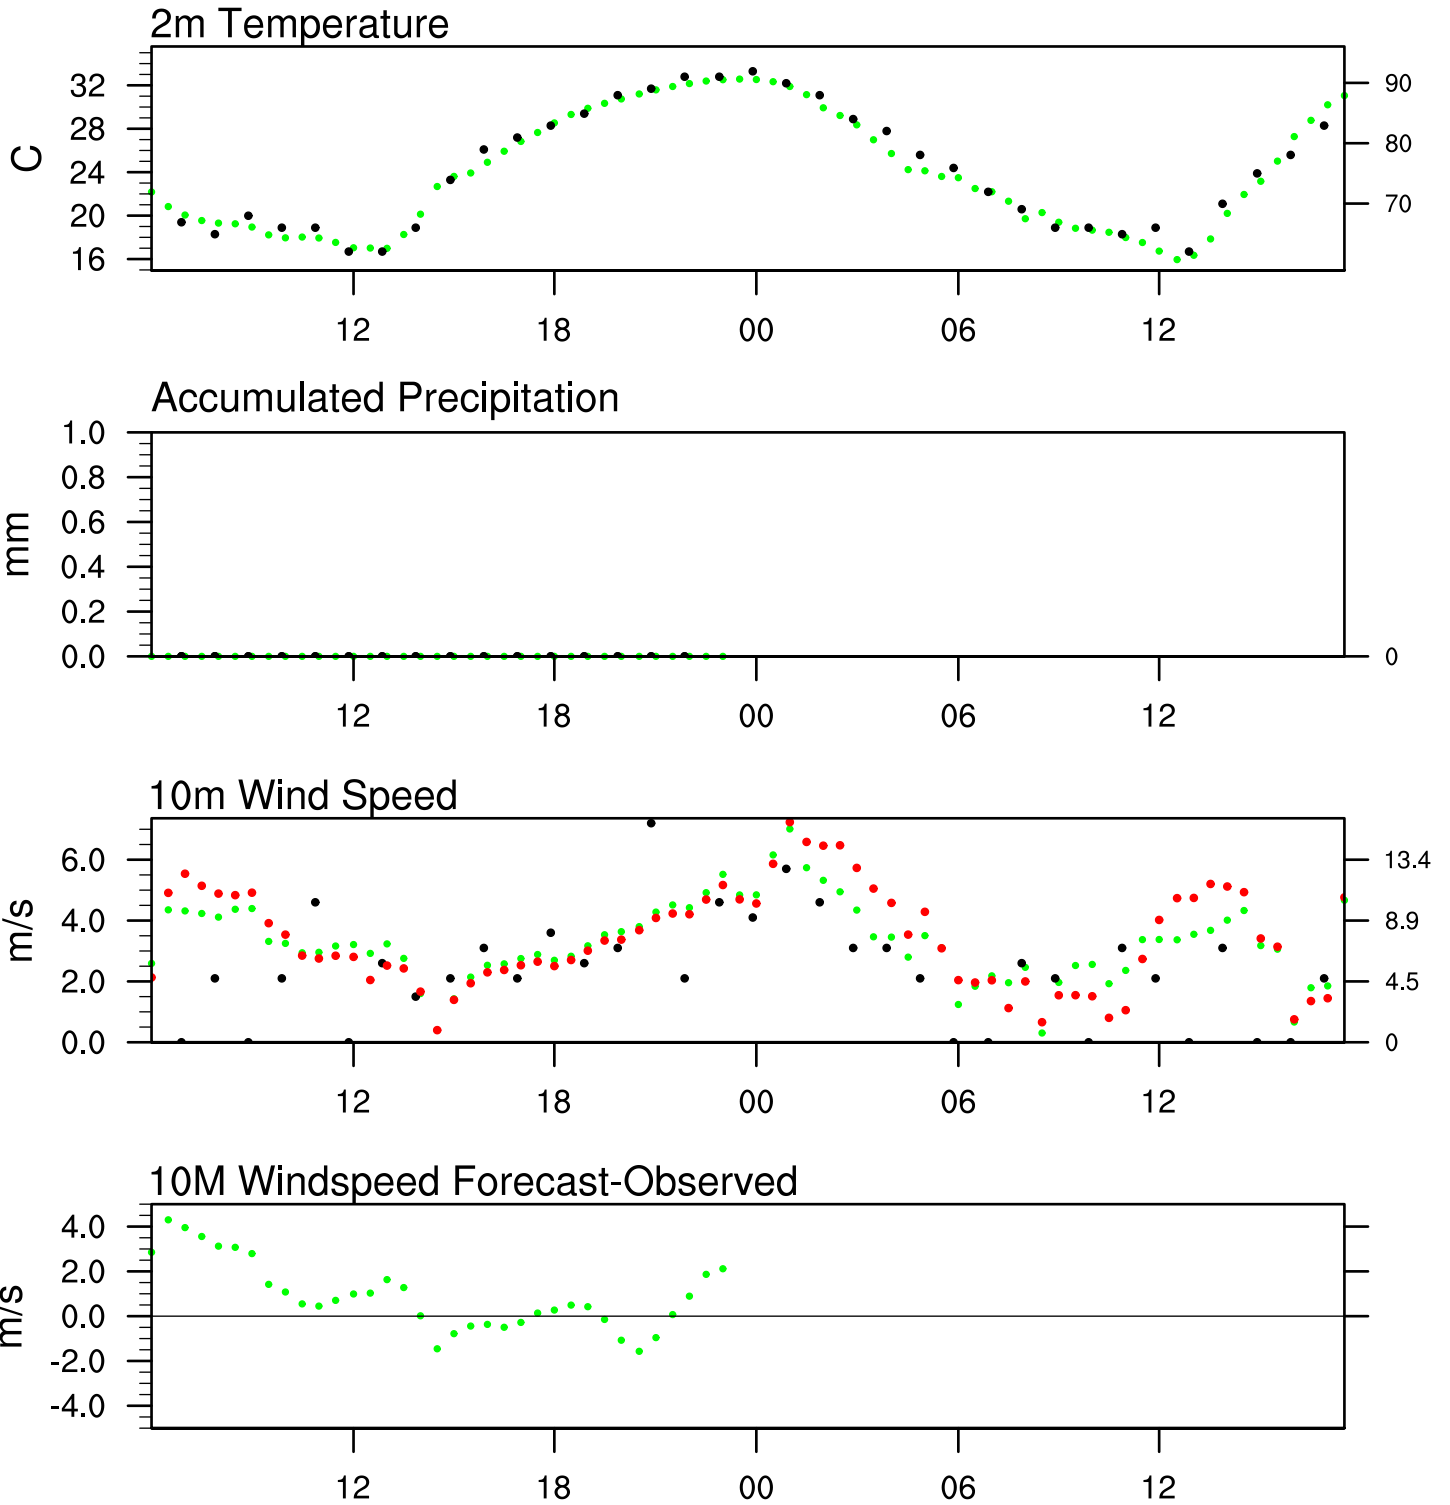 2m Temperature
C
32
28
24
20
16
90
80
70
12 18 00 06 12
Accumulated Precipitation
mm
1.0
0.8
0.6
0.4
0.2
0.0
0
12 18 00 06 12
10m Wind Speed
m/s
6.0
4.0
2.0
0.0
13.4
8.9
4.5
0
12 18 00 06 12
10M Windspeed Forecast-Observed
m/s
4.0
2.0
0.0
-2.0
-4.0
12 18 00 06 12